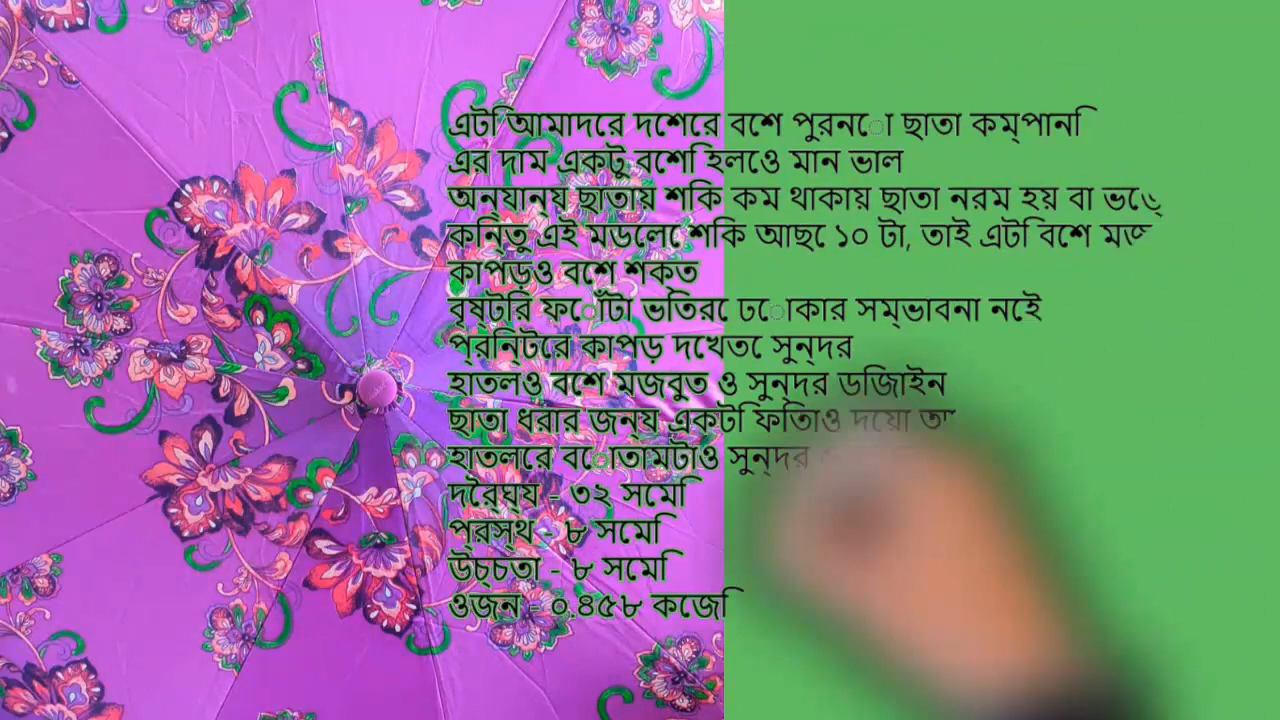 এটি আমাদের দেশের বেশ পুরনো ছাতা কম্পানি
এর দাম একটু বেশি হলেও মান ভাল
অন্যান্য ছাতায় শিক কম থাকায় ছাতা নরম হয় বা ভেঙে
কিন্তু এই মডেলে শিক আছে ১০ টা, তাই এটি বেশ
কাপড়ও বেশ শক্ত
বৃষ্টির ফোঁটা ভিতরে ঢোকার সম্ভাবনা নেই
প্রিন্টের কাপড় দেখতে সুন্দর
হাতলও বেশ মজবুত ও সুন্দর ডিজাইন
ছাতা ধরার জন্য একটি ফিতাও দেয়া
হাতলের বোতামটাও সুন্দর
দৈর্ঘ্য - ৩২ সেমি
প্রস্থ - ৮ সেমি
উচ্চতা - ৮ সেমি
ওজন - ০.৪৫৮ কেজি